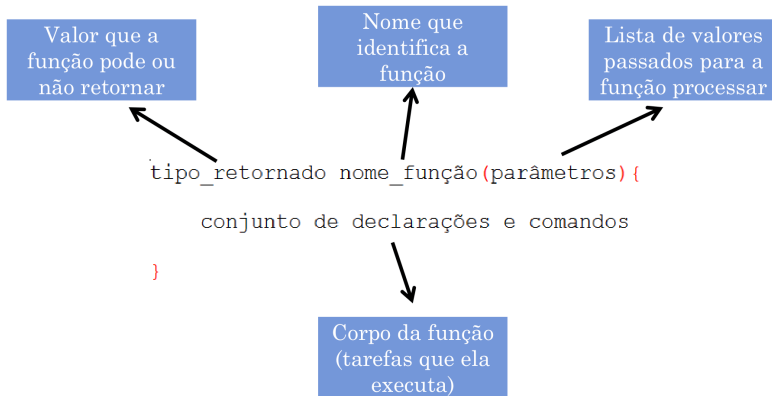 Valor que a
função pode ou
não retornar
Nome que
identifica a
função
Lista de valores
passados para a
função processar
tipo_retornado nome_função(parâmetros){
conjunto de declarações e comandos
}
Corpo da função
(tarefas que ela
executa)